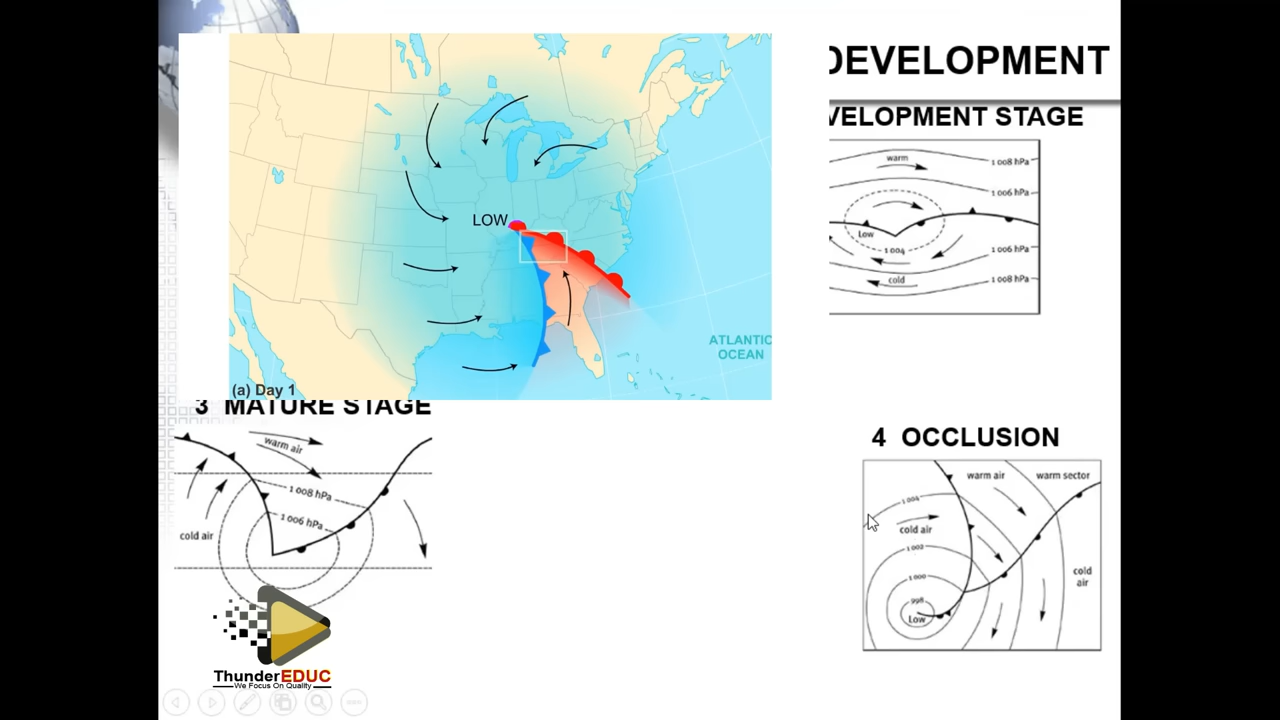 DEVELOPMENT
VELOPMENT STAGE
LOW
ATLANTIC
OCEAN
(a) Day 1
warm
1 008 hPa
1 006 hPa
Low
1 004
1 006 hPa
cold
1 008 hPa
3 MATURE STAGE
warm air
1 008 hPa
1 006 hPa
cold air
4 OCCLUSION
warm air
warm sector
1 004
cold air
1 002
1 000
998
Low
cold
air
ThunderEDUC
We Focus On Quality